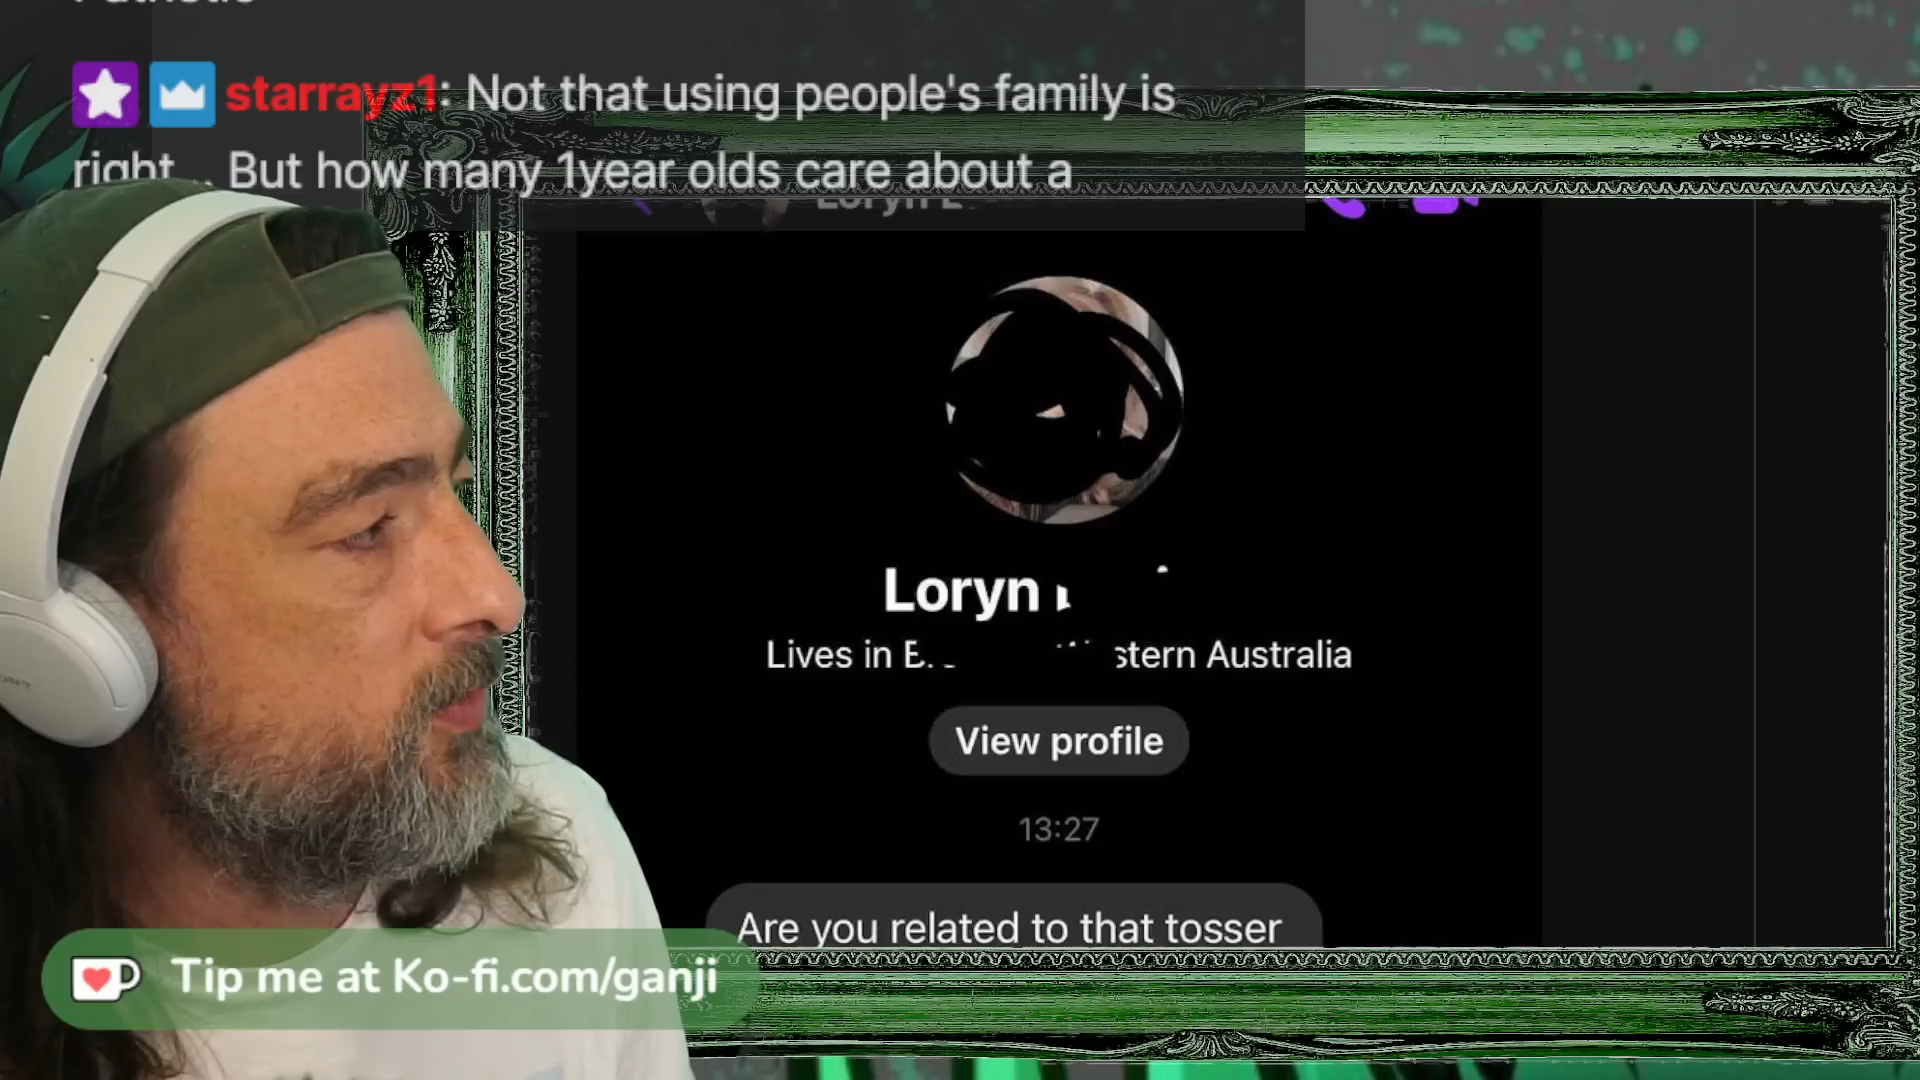 starrayz1: Not that using people's family is
right... But how many 1year olds care about a
Loryn
Lives in stern Australia
View profile
13:27
Are you related to that tosser
Tip me at Ko-fi.com/ganji